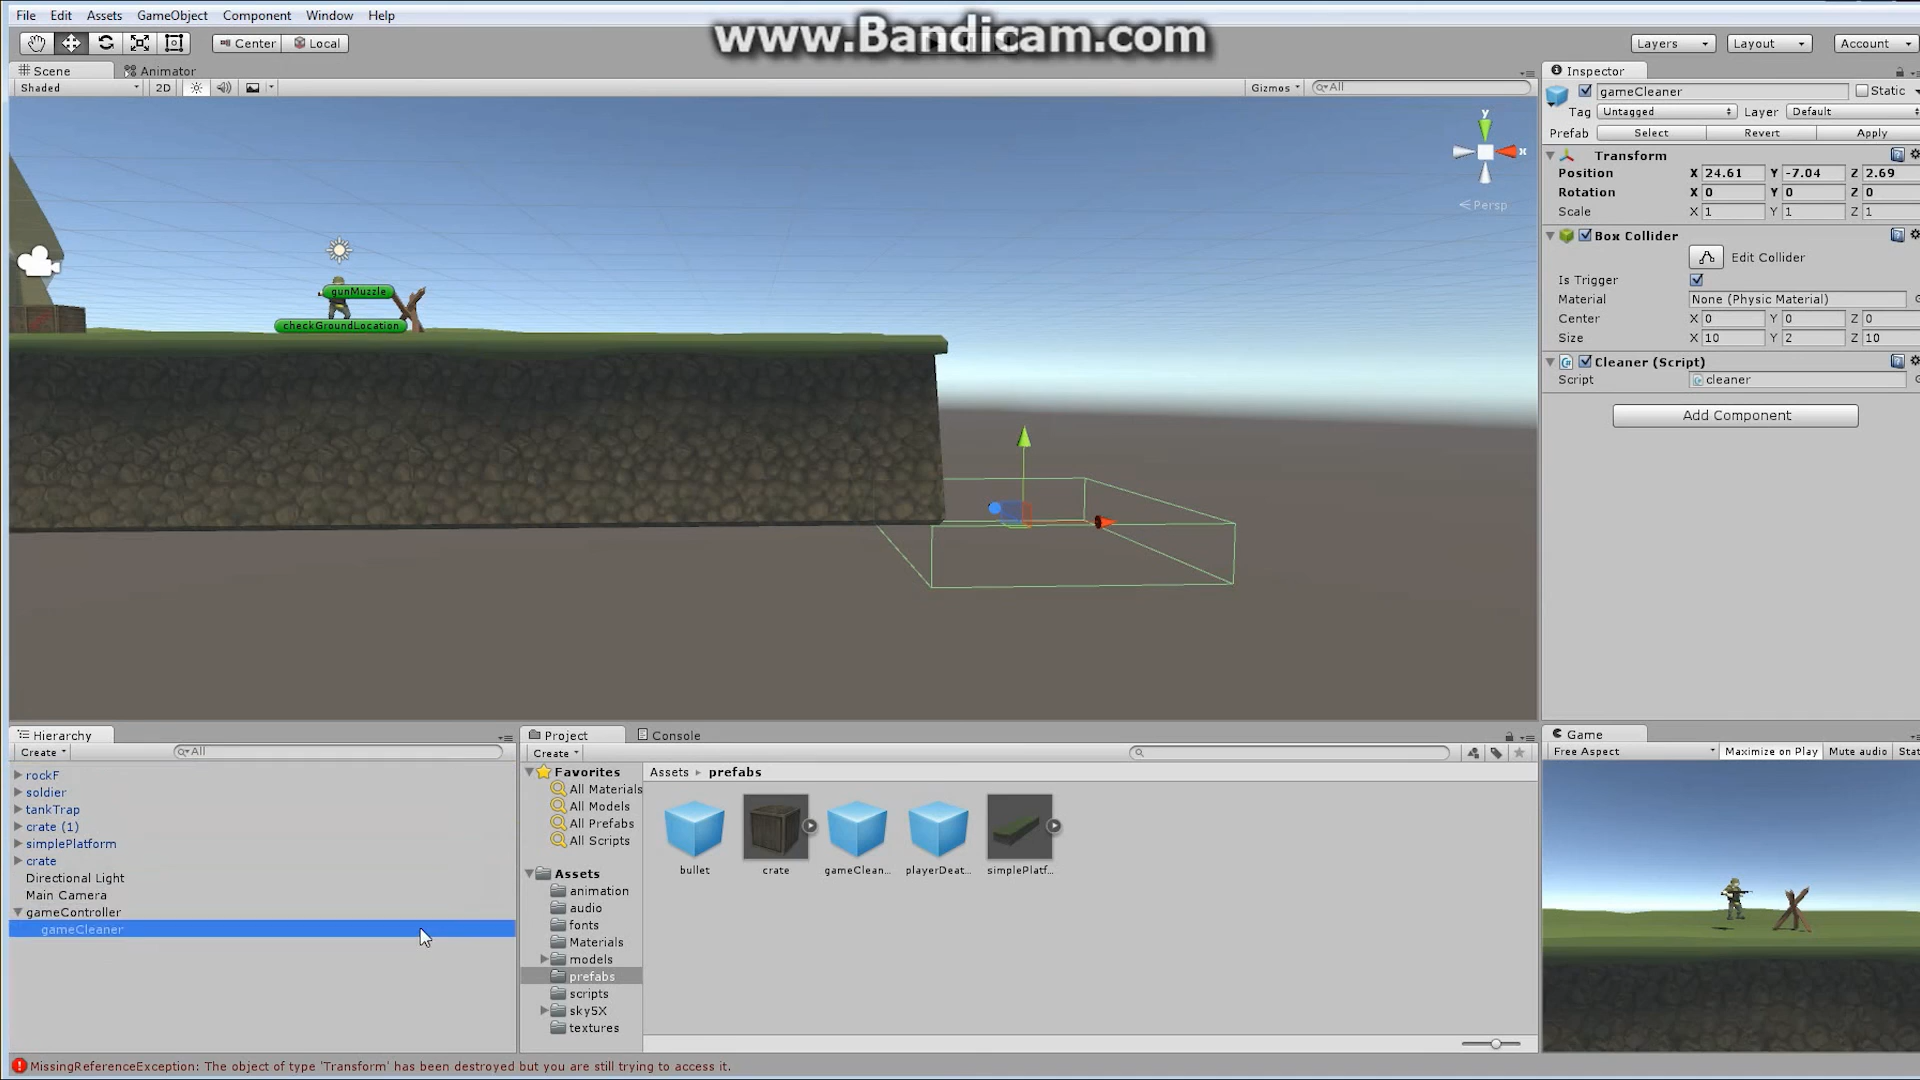 File Edit Assets GameObject Component Window Help
www.Bandicam.com
Center Local
Layers Layout Account
Scene Animator
Shaded 2D Gizmos All
y
x
Persp
gunMuzzle
checkGroundLocation
Inspector
gameCleaner Static
Tag Untagged Layer Default
Prefab Select Revert Apply
Transform
Position X 24.61 Y -7.04 Z 2.69
Rotation X 0 Y 0 Z 0
Scale X 1 Y 1 Z 1
Box Collider
Edit Collider
Is Trigger
Material None (Physic Material)
Center X 0 Y 0 Z 0
Size X 10 Y 2 Z 10
Cleaner (Script)
Script cleaner
Add Component
Hierarchy
Create All
rockF
soldier
tankTrap
crate (1)
simplePlatform
crate
Directional Light
Main Camera
gameController
gameCleaner
Project Console
Create
Favorites
All Materials
All Models
All Prefabs
All Scripts
Assets
animation
audio
fonts
Materials
models
prefabs
scripts
sky5X
textures
Assets prefabs
bullet crate gameClean... playerDeat... simplePlatf...
Game
Free Aspect Maximize on Play Mute audio Stat
MissingReferenceException: The object of type 'Transform' has been destroyed but you are still trying to access it.